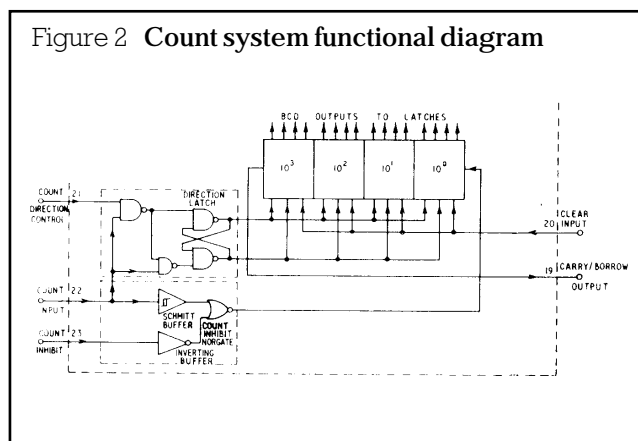 Figure 2 Count system functional diagram
BCD OUTPUTS TO LATCHES
10³ 10² 10¹ 10⁰
COUNT 21
DIRECTION
CONTROL
DIRECTION
LATCH
20 CLEAR
INPUT
19 CARRY/BORROW
OUTPUT
COUNT 22
INPUT
SCHMITT
BUFFER
COUNT
INHIBIT
NORGATE
COUNT 23
INHIBIT
INVERTING
BUFFER